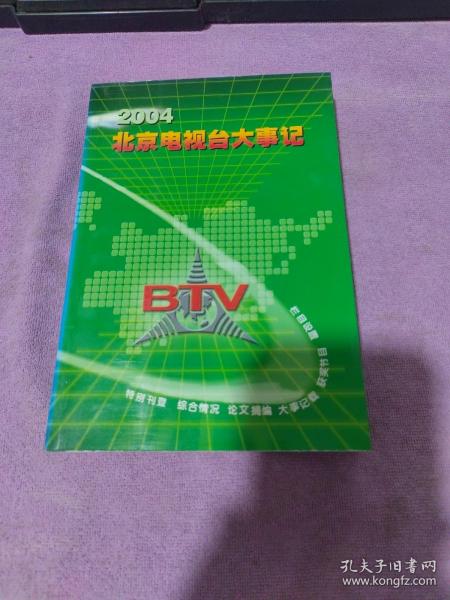 2004
北京电视台大事记
BTV
特别刊登 综合情况 论文摘编 大事记载 获奖节目 栏目设置
孔夫子旧书网
www.kongfz.com